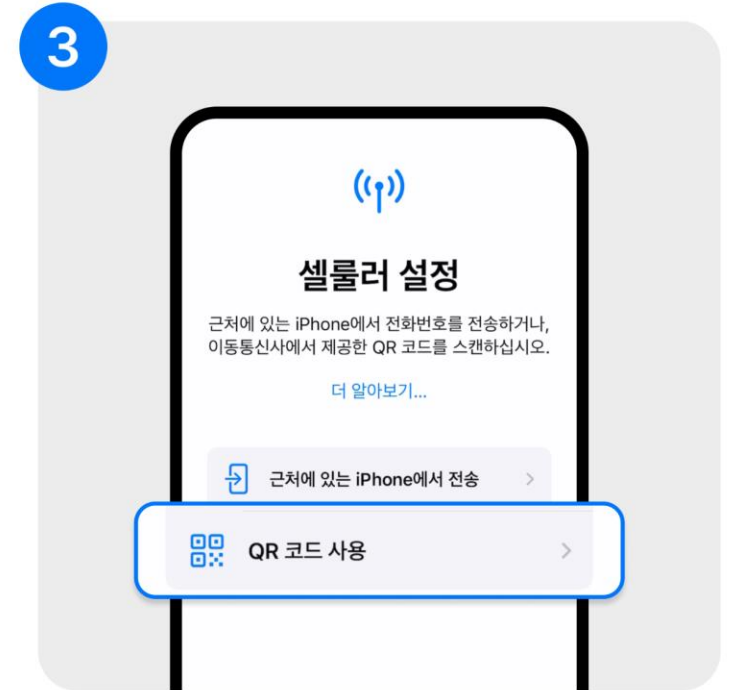 3
셀룰러 설정
근처에 있는 iPhone에서 전화번호를 전송하거나,
이동통신사에서 제공한 QR 코드를 스캔하십시오.
더 알아보기...
근처에 있는 iPhone에서 전송
QR 코드 사용